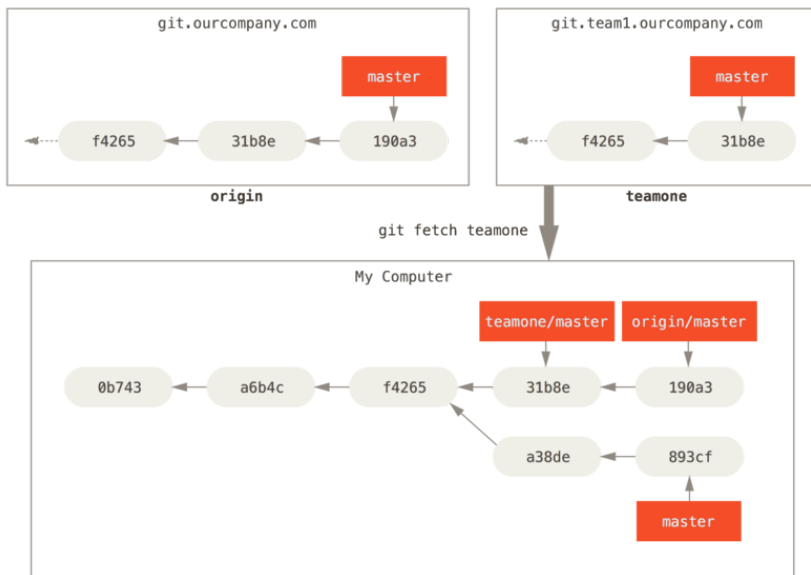 git.ourcompany.com
master
f4265
31b8e
190a3
origin
git.team1.ourcompany.com
master
f4265
31b8e
teamone
git fetch teamone
My Computer
teamone/master
origin/master
0b743
a6b4c
f4265
31b8e
190a3
a38de
893cf
master